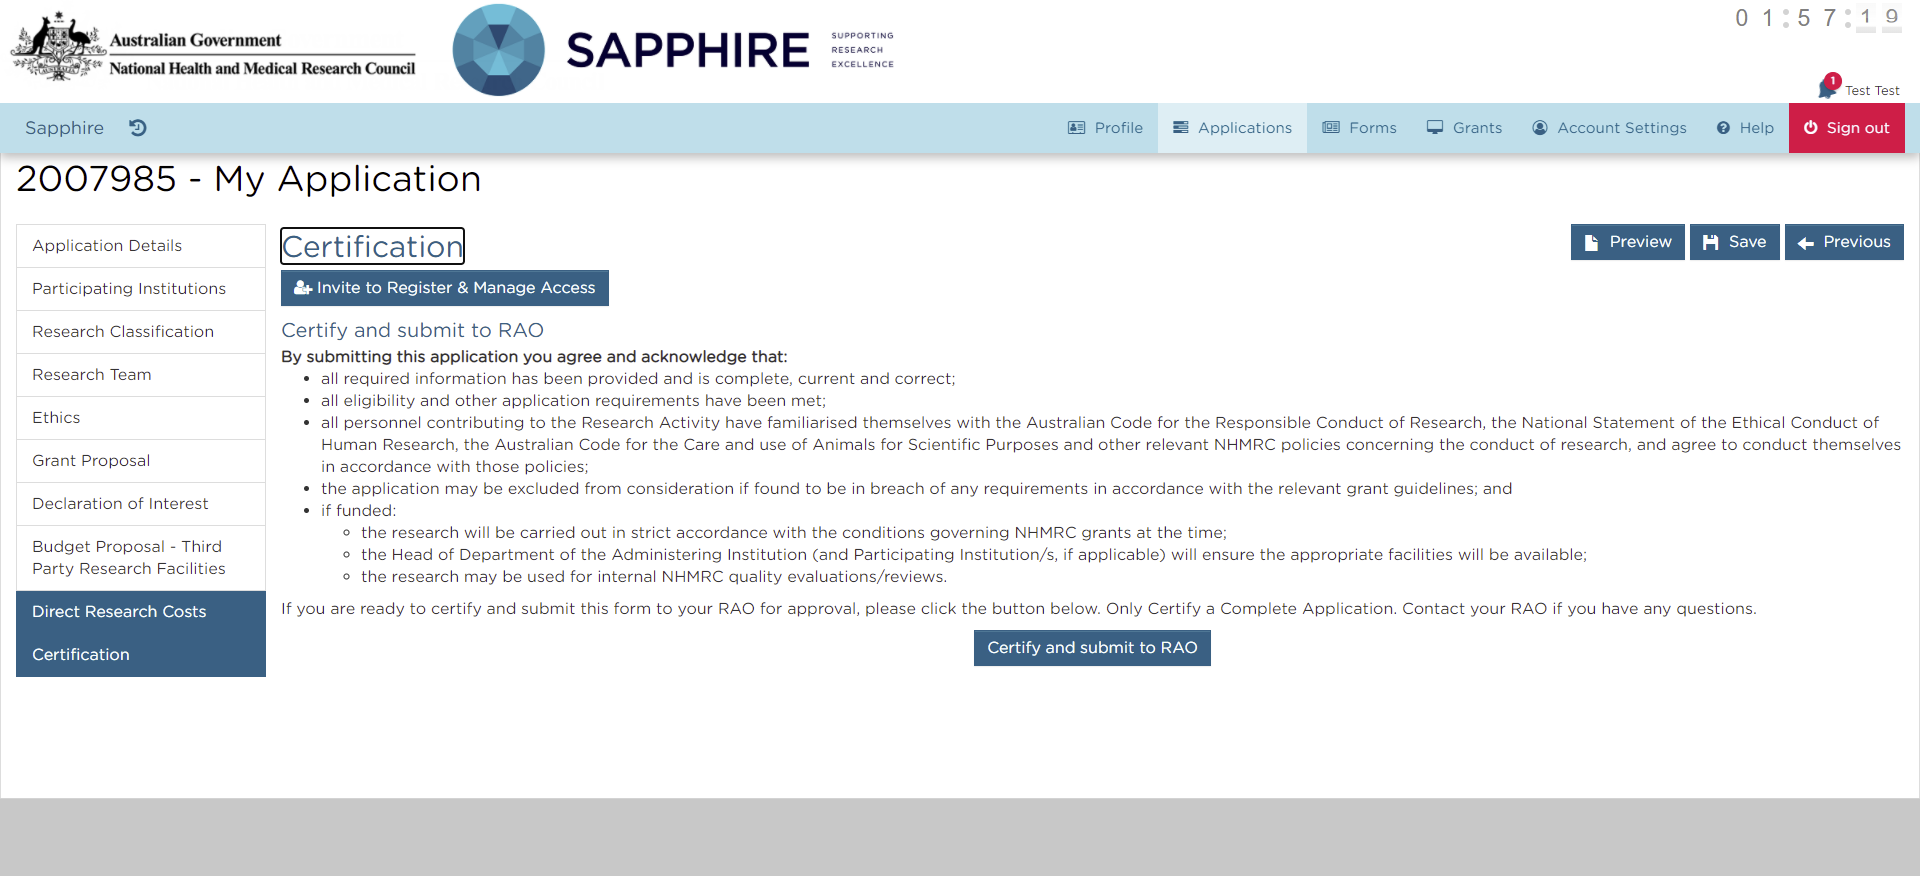 Australian Government
National Health and Medical Research Council
SAPPHIRE
SUPPORTING
RESEARCH
EXCELLENCE
01:57:19
1
Test Test
Sapphire
Profile
Applications
Forms
Grants
Account Settings
Help
Sign out
2007985 - My Application
Application Details
Participating Institutions
Research Classification
Research Team
Ethics
Grant Proposal
Declaration of Interest
Budget Proposal - Third
Party Research Facilities
Direct Research Costs
Certification
Certification
Preview
Save
Previous
Invite to Register & Manage Access
Certify and submit to RAO
By submitting this application you agree and acknowledge that:
• all required information has been provided and is complete, current and correct;
• all eligibility and other application requirements have been met;
• all personnel contributing to the Research Activity have familiarised themselves with the Australian Code for the Responsible Conduct of Research, the National Statement of the Ethical Conduct of
Human Research, the Australian Code for the Care and use of Animals for Scientific Purposes and other relevant NHMRC policies concerning the conduct of research, and agree to conduct themselves
in accordance with those policies;
• the application may be excluded from consideration if found to be in breach of any requirements in accordance with the relevant grant guidelines; and
• if funded:
◦ the research will be carried out in strict accordance with the conditions governing NHMRC grants at the time;
◦ the Head of Department of the Administering Institution (and Participating Institution/s, if applicable) will ensure the appropriate facilities will be available;
◦ the research may be used for internal NHMRC quality evaluations/reviews.
If you are ready to certify and submit this form to your RAO for approval, please click the button below. Only Certify a Complete Application. Contact your RAO if you have any questions.
Certify and submit to RAO